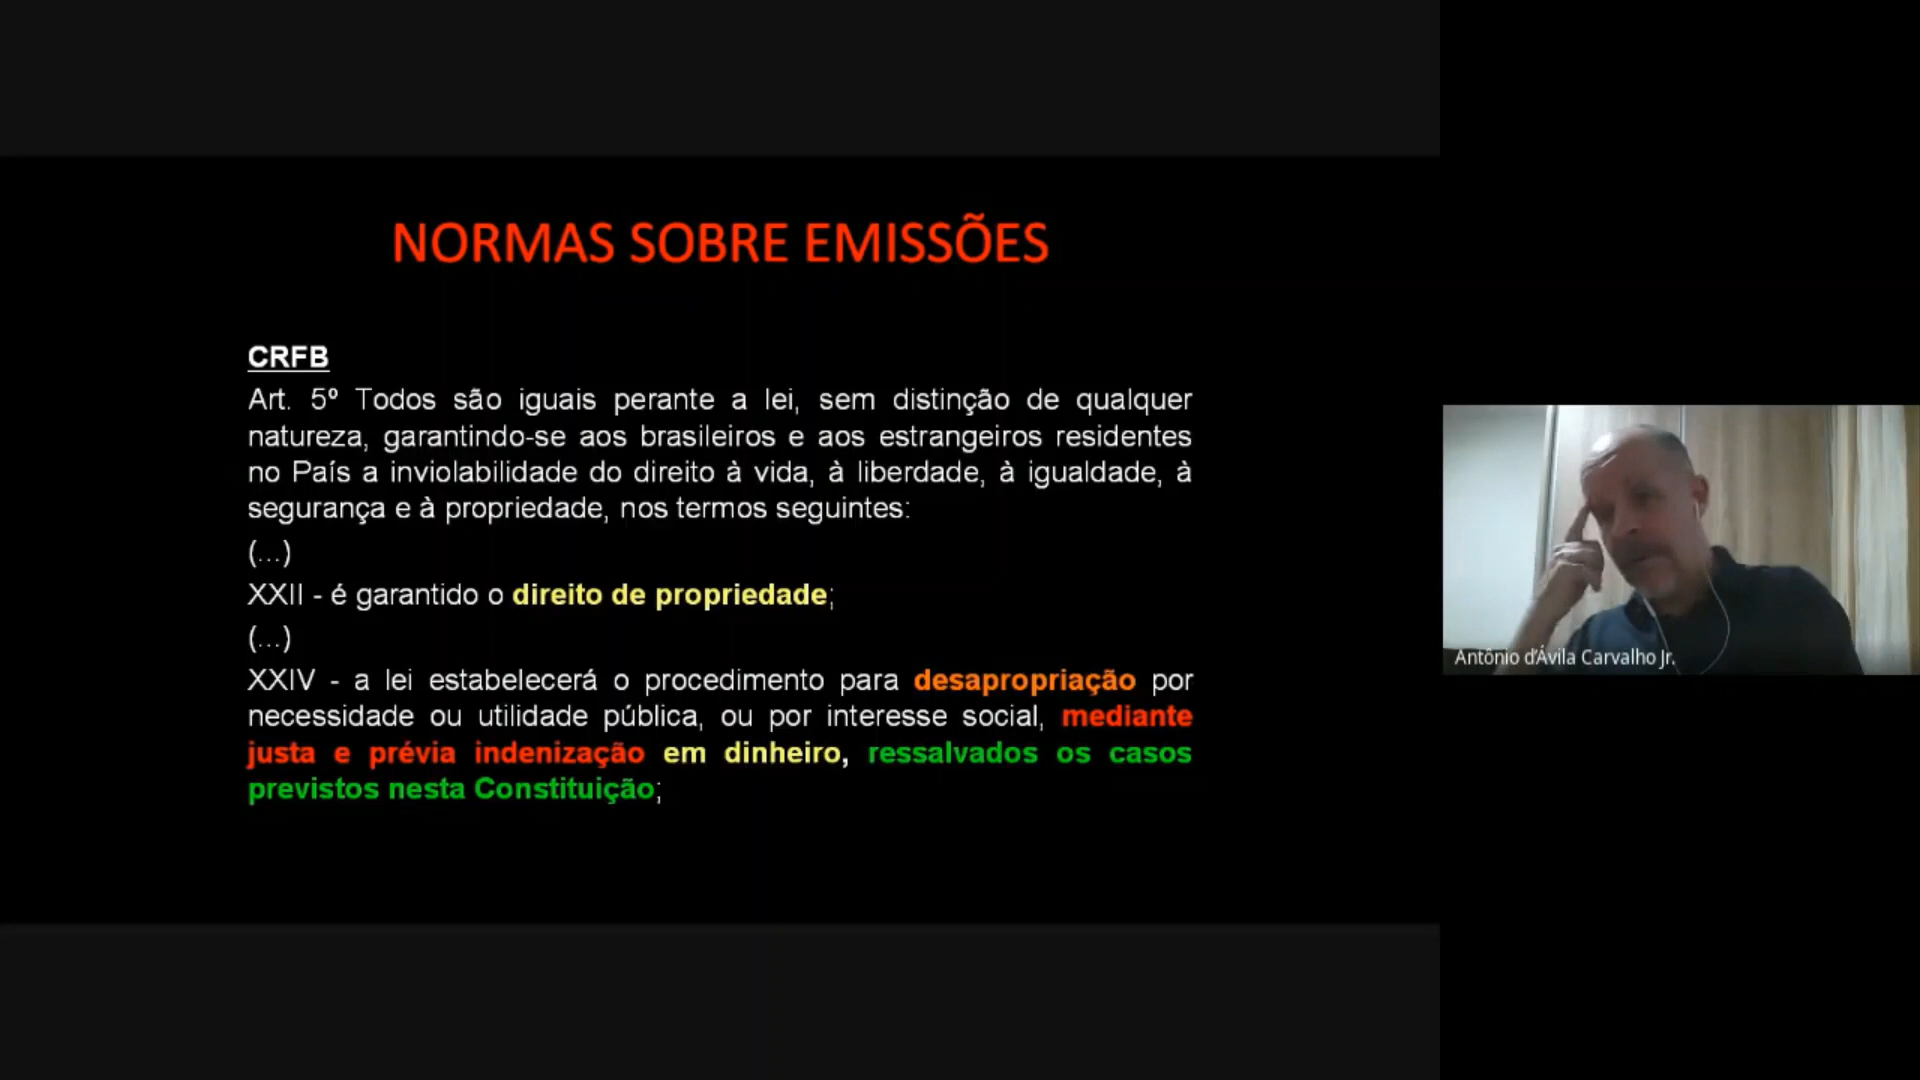 NORMAS SOBRE EMISSÕES
CRFB
Art. 5º Todos são iguais perante a lei, sem distinção de qualquer
natureza, garantindo-se aos brasileiros e aos estrangeiros residentes
no País a inviolabilidade do direito à vida, à liberdade, à igualdade, à
segurança e à propriedade, nos termos seguintes:
(...)
XXII - é garantido o direito de propriedade;
(...)
XXIV - a lei estabelecerá o procedimento para desapropriação por
necessidade ou utilidade pública, ou por interesse social, mediante
justa e prévia indenização em dinheiro, ressalvados os casos
previstos nesta Constituição;
Antônio d'Ávila Carvalho Jr.